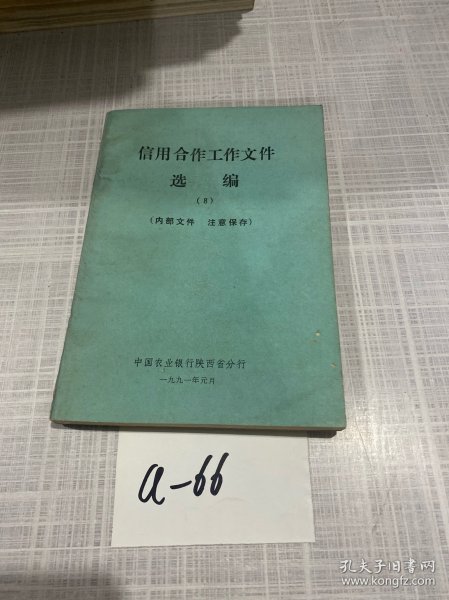 信用合作工作文件
选 编
(8)
(内部文件 注意保存)
中国农业银行陕西省分行
一九九一年元月
a-66
孔夫子旧书网
www.kongfz.com